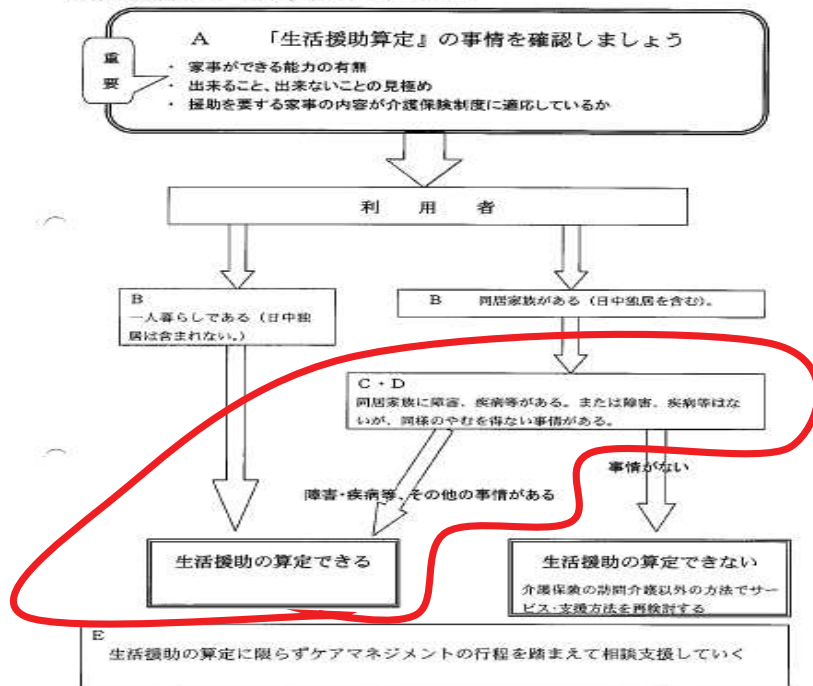 A 「生活援助算定』の事情を確認しましょう
重要
・ 家事ができる能力の有無
・ 出来ること、出来ないことの見極め
・ 援助を要する家事の内容が介護保険制度に適応しているか
利 用 者
B
一人暮らしである（日中独
居は含まれない。）
B 同居家族がある（日中独居を含む）。
C・D
同居家族に障害、疾病等がある。または障害、疾病等はな
いが、同様のやむを得ない事情がある。
事情がない
障害・疾病等、その他の事情がある
生活援助の算定できる
生活援助の算定できない
介護保険の訪問介護以外の方法でサー
ビス・支援方法を再検討する
E
生活援助の算定に限らずケアマネジメントの行程を踏まえて相談支援していく